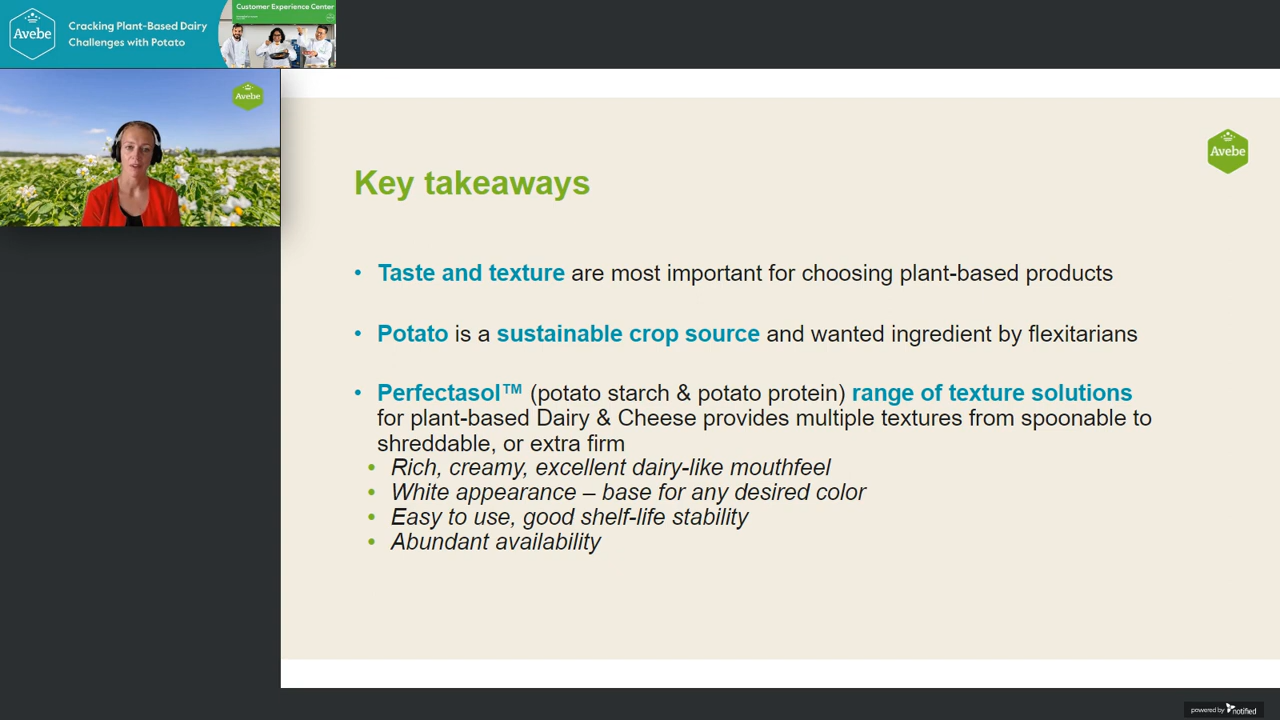 Avebe
Cracking Plant-Based Dairy
Challenges with Potato
Customer Experience Center
Avebe
Avebe
Key takeaways
• Taste and texture are most important for choosing plant-based products
• Potato is a sustainable crop source and wanted ingredient by flexitarians
• Perfectasol™ (potato starch & potato protein) range of texture solutions
for plant-based Dairy & Cheese provides multiple textures from spoonable to
shreddable, or extra firm
• Rich, creamy, excellent dairy-like mouthfeel
• White appearance – base for any desired color
• Easy to use, good shelf-life stability
• Abundant availability
powered by notified